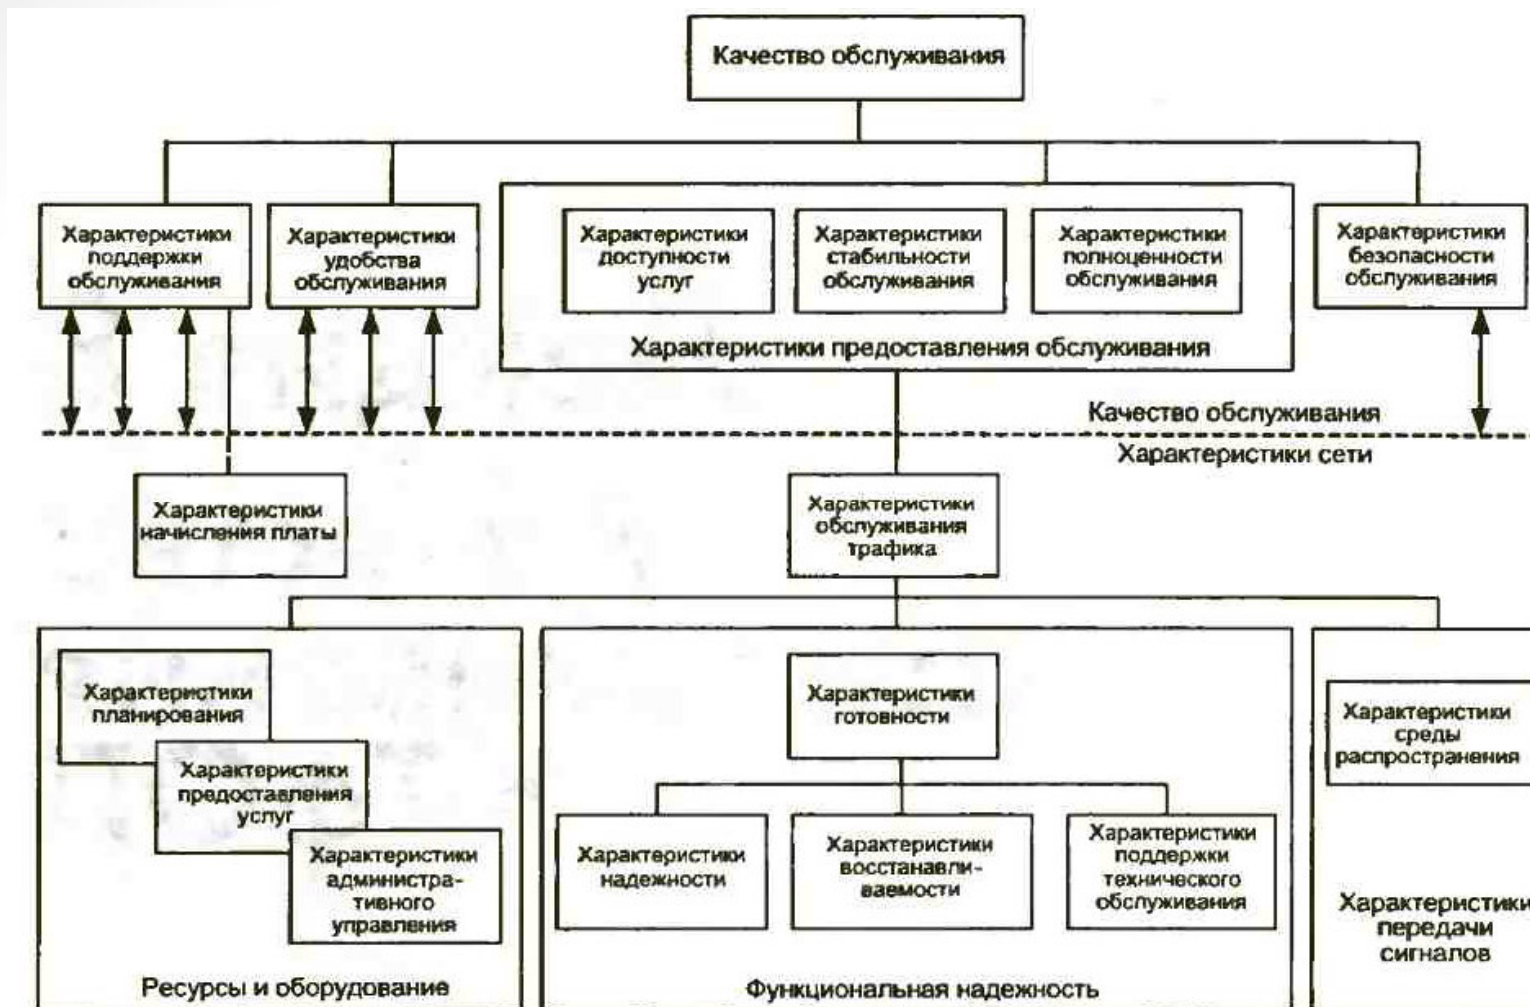 Качество обслуживания
Характеристики
поддержки
обслуживания
Характеристики
удобства
обслуживания
Характеристики
доступности
услуг
Характеристики
стабильности
обслуживания
Характеристики
полноценности
обслуживания
Характеристики предоставления обслуживания
Характеристики
безопасности
обслуживания
Качество обслуживания
Характеристики сети
Характеристики
начисления платы
Характеристики
обслуживания
трафика
Характеристики
планирования
Характеристики
предоставления
услуг
Характеристики
администра-
тивного
управления
Ресурсы и оборудование
Характеристики
готовности
Характеристики
надежности
Характеристики
восстанавли-
ваемости
Характеристики
поддержки
технического
обслуживания
Функциональная надежность
Характеристики
среды
распространения
Характеристики
передачи
сигналов